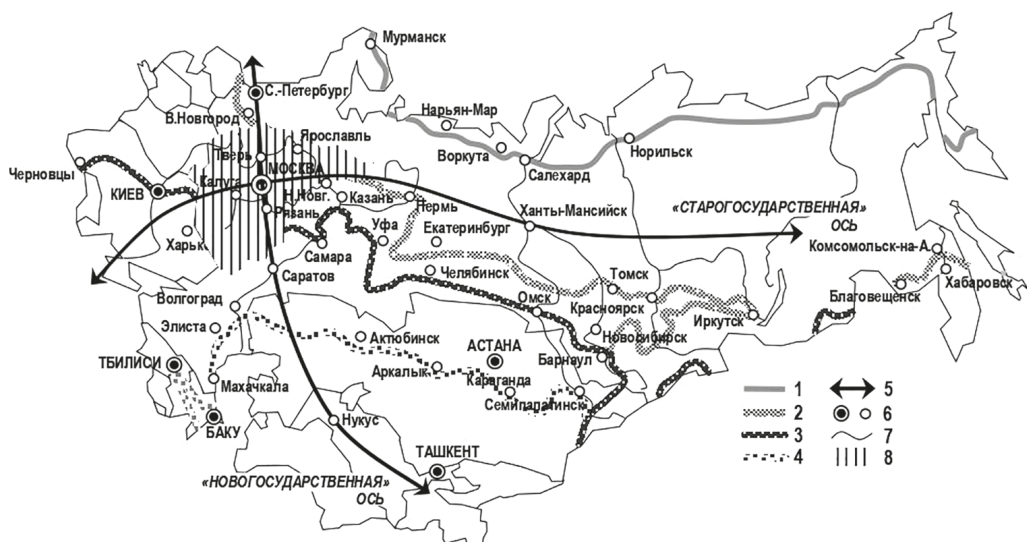 Мурманск
С.-Петербург
Нарьян-Мар
В.Новгород
Ярославль
Воркута
Норильск
Тверь
Салехард
МОСКВА
Черновцы
КИЕВ
Калуга
Н.Новг.
Казань
Пермь
Рязань
Ханты-Мансийск
«СТАРОГОСУДАРСТВЕННАЯ»
ОСЬ
Харьк
Уфа
Екатеринбург
Комсомольск-на-А.
Самара
Саратов
Челябинск
Томск
Хабаровск
Благовещенск
Волгоград
Омск
Красноярск
Иркутск
Элиста
Актюбинск
Новосибирск
ТБИЛИСИ
АСТАНА
Барнаул
Аркалык
Махачкала
Караганда
Семипалатинск
1
5
2
6
БАКУ
Нукус
3
7
ТАШКЕНТ
4
8
«НОВОГОСУДАРСТВЕННАЯ»
ОСЬ